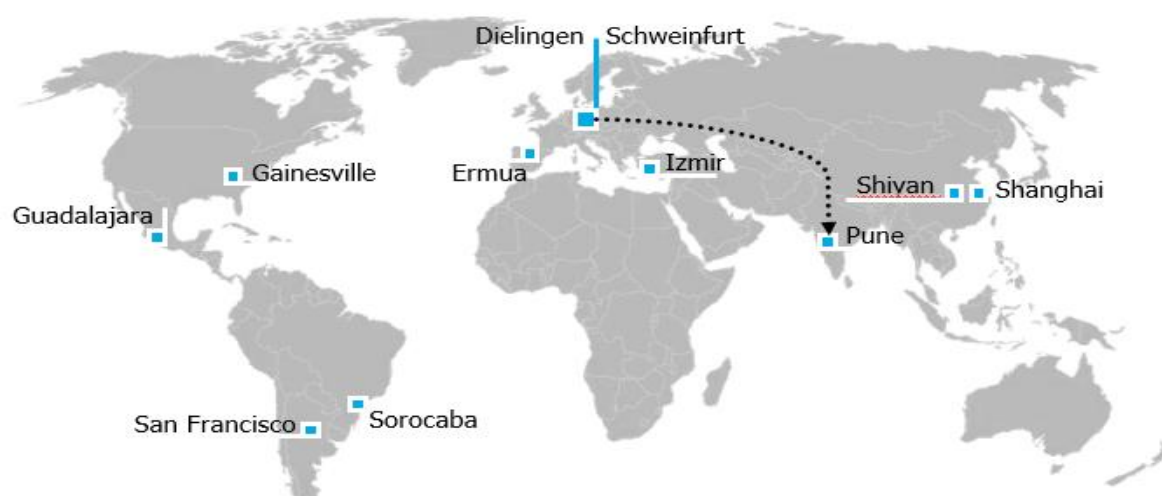 Dielingen Schweinfurt
Ermua
Izmir
Gainesville
Shivan
Shanghai
Guadalajara
Pune
San Francisco
Sorocaba